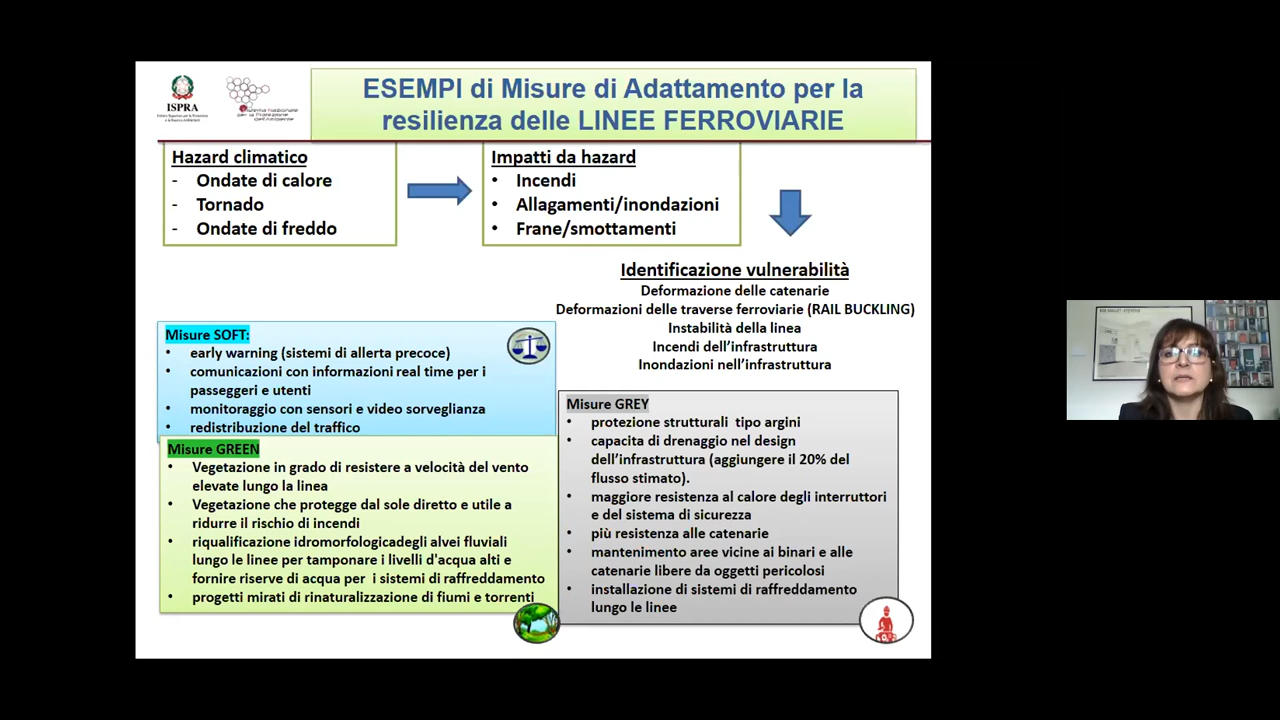 ESEMPI di Misure di Adattamento per la
resilienza delle LINEE FERROVIARIE
ISPRA
Hazard climatico
- Ondate di calore
- Tornado
- Ondate di freddo
Impatti da hazard
• Incendi
• Allagamenti/inondazioni
• Frane/smottamenti
Identificazione vulnerabilità
Deformazione delle catenarie
Deformazioni delle traverse ferroviarie (RAIL BUCKLING)
Instabilità della linea
Incendi dell'infrastruttura
Inondazioni nell'infrastruttura
Misure SOFT:
• early warning (sistemi di allerta precoce)
• comunicazioni con informazioni real time per i
passeggeri e utenti
• monitoraggio con sensori e video sorveglianza
• redistribuzione del traffico
Misure GREEN
• Vegetazione in grado di resistere a velocità del vento
elevate lungo la linea
• Vegetazione che protegge dal sole diretto e utile a
ridurre il rischio di incendi
• riqualificazione idromorfologicadegli alvei fluviali
lungo le linee per tamponare i livelli d'acqua alti e
fornire riserve di acqua per i sistemi di raffreddamento
• progetti mirati di rinaturalizzazione di fiumi e torrenti
Misure GREY
• protezione strutturali tipo argini
• capacita di drenaggio nel design
dell'infrastruttura (aggiungere il 20% del
flusso stimato).
• maggiore resistenza al calore degli interruttori
e del sistema di sicurezza
• più resistenza alle catenarie
• mantenimento aree vicine ai binari e alle
catenarie libere da oggetti pericolosi
• installazione di sistemi di raffreddamento
lungo le linee